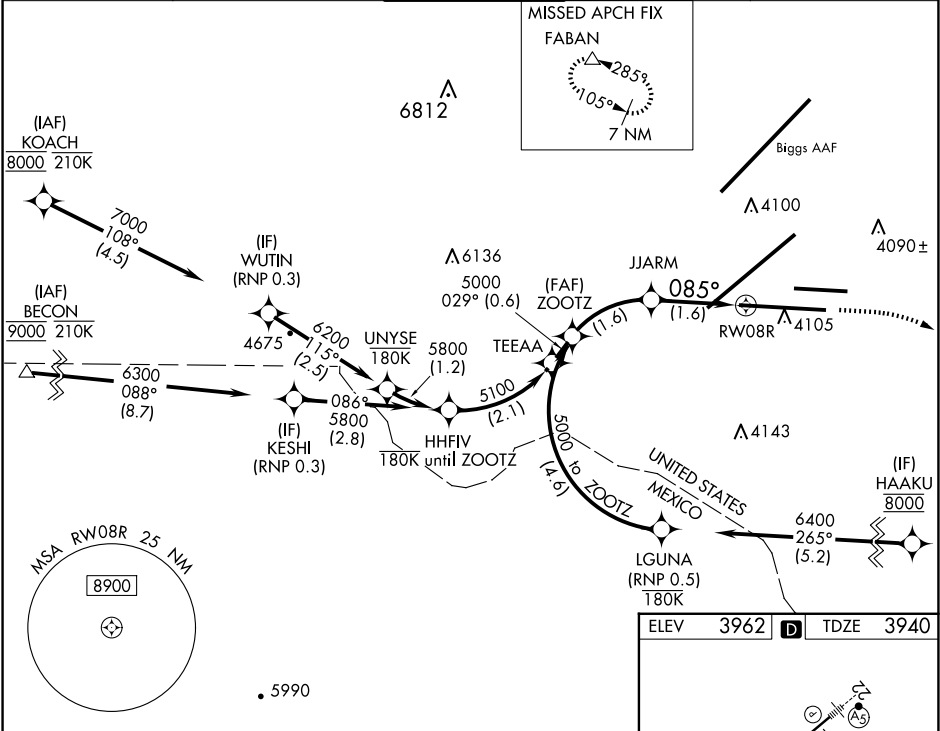 MISSED APCH FIX
FABAN
285°
105°
7 NM
6812
(IAF)
KOACH
8000 210K
7000
108°
(4.5)
Biggs AAF
4100
4090±
(IF)
WUTIN
(RNP 0.3)
6136
5000
029° (0.6)
(FAF)
ZOOTZ
JJARM
085°
(1.6)
(1.6)
RW08R
4105
(IAF)
BECON
9000 210K
6300
088°
(8.7)
4675
6200
115°
(2.5)
UNYSE
180K
5800
(1.2)
TEEAA
5100
(2.1)
086°
5800
(2.8)
(IF)
KESHI
(RNP 0.3)
HHFIV
180K until ZOOTZ
5000 to ZOOTZ
(4.6)
4143
UNITED STATES
MEXICO
(IF)
HAAKU
8000
6400
265°
(5.2)
LGUNA
(RNP 0.5)
180K
MSA RW08R 25 NM
8900
5990
ELEV 3962 D TDZE 3940
22
P
A5